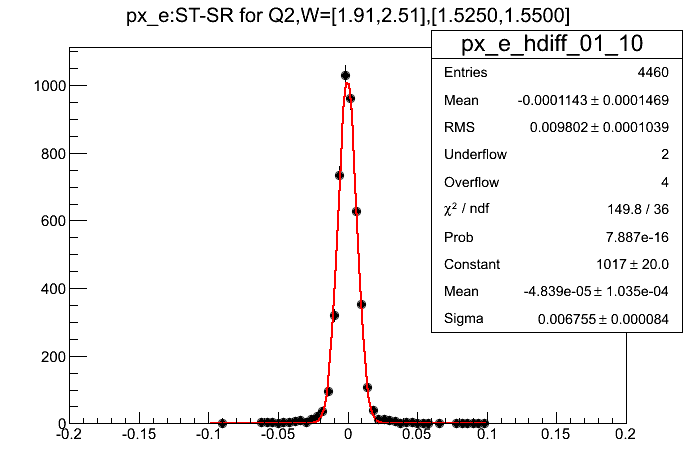 px_e:ST-SR for Q2,W=[1.91,2.51],[1.5250,1.5500]
px_e_hdiff_01_10
Entries 4460
Mean -0.0001143 ± 0.0001469
RMS 0.009802 ± 0.0001039
Underflow 2
Overflow 4
χ² / ndf 149.8 / 36
Prob 7.887e-16
Constant 1017 ± 20.0
Mean -4.839e-05 ± 1.035e-04
Sigma 0.006755 ± 0.000084
1000
800
600
400
200
0
-0.2 -0.15 -0.1 -0.05 0 0.05 0.1 0.15 0.2